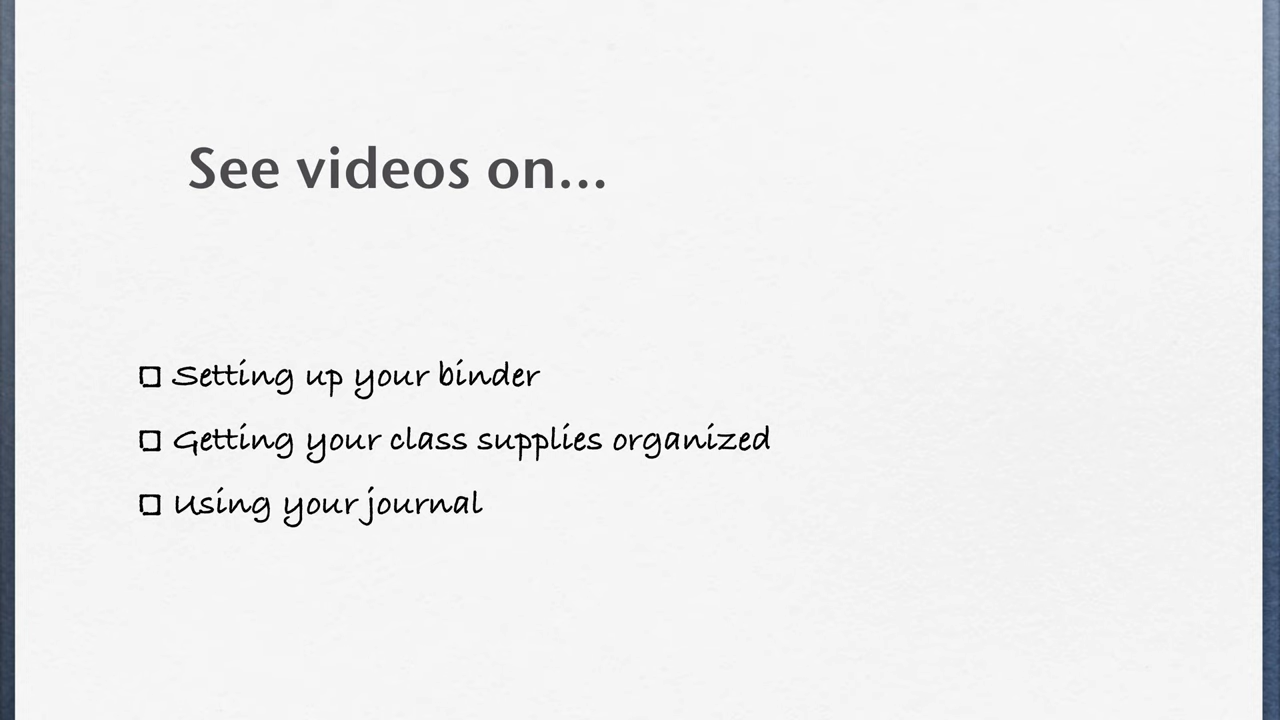 See videos on...
Setting up your binder
Getting your class supplies organized
Using your journal